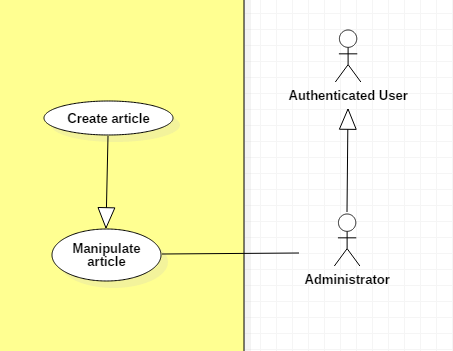 Authenticated User
Create article
Manipulate
article
Administrator